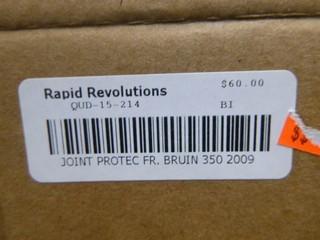 Rapid Revolutions $60.00
QUD-15-214 BI
JOINT PROTEC FR. BRUIN 350 2009